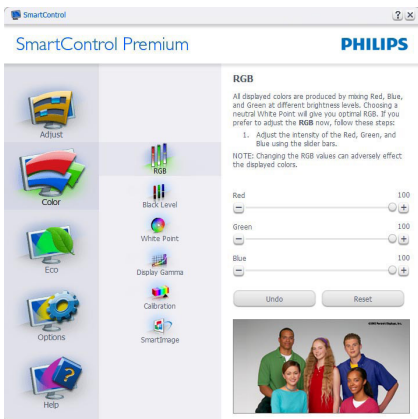 SmartControl
SmartControl Premium
PHILIPS
Adjust
Color
Eco
Options
Help
RGB
Black Level
White Point
Display Gamma
Calibration
SmartImage
RGB
All displayed colors are produced by mixing Red, Blue,
and Green at different brightness levels. Choosing a
neutral White Point will give you optimal RGB. If you
prefer to adjust the RGB now, follow these steps:
1. Adjust the intensity of the Red, Green, and
Blue using the slider bars.
NOTE: Changing the RGB values can adversely effect
the displayed colors.
Red 100
Green 100
Blue 100
Undo Reset